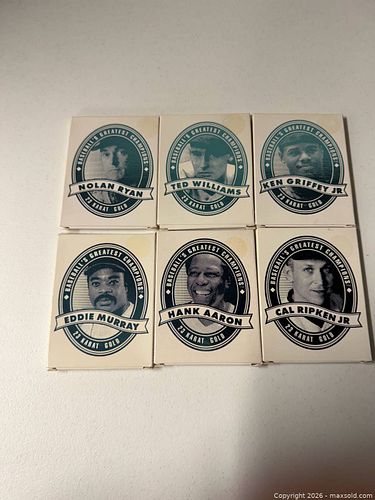 BASEBALL'S GREATEST CHAMPIONS
NOLAN RYAN
23 KARAT GOLD
BASEBALL'S GREATEST CHAMPIONS
TED WILLIAMS
23 KARAT GOLD
BASEBALL'S GREATEST CHAMPIONS
KEN GRIFFEY JR
23 KARAT GOLD
BASEBALL'S GREATEST CHAMPIONS
EDDIE MURRAY
23 KARAT GOLD
BASEBALL'S GREATEST CHAMPIONS
HANK AARON
23 KARAT GOLD
BASEBALL'S GREATEST CHAMPIONS
CAL RIPKEN JR
23 KARAT GOLD
Copyright © 2026 - maxsold.com